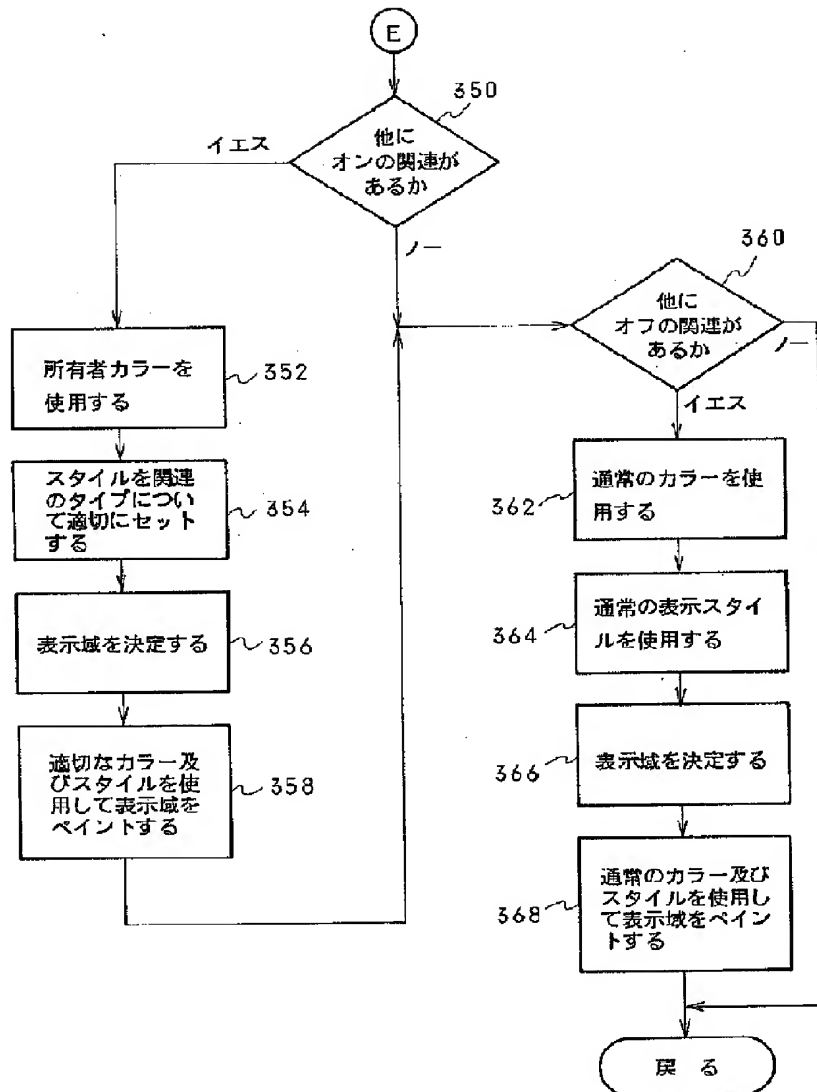 E
350
他に
オンの関連が
あるか
イエス
ノー
所有者カラーを
使用する
352
スタイルを関連
のタイプについ
て適切にセット
する
354
表示域を決定する
356
適切なカラー及
びスタイルを使
用して表示域を
ペイントする
358
360
他に
オフの関連が
あるか
ノー
イエス
通常のカラーを使
用する
362
通常の表示スタイ
ルを使用する
364
表示域を決定する
366
通常のカラー及び
スタイルを使用し
て表示域をペイン
トする
368
戻る